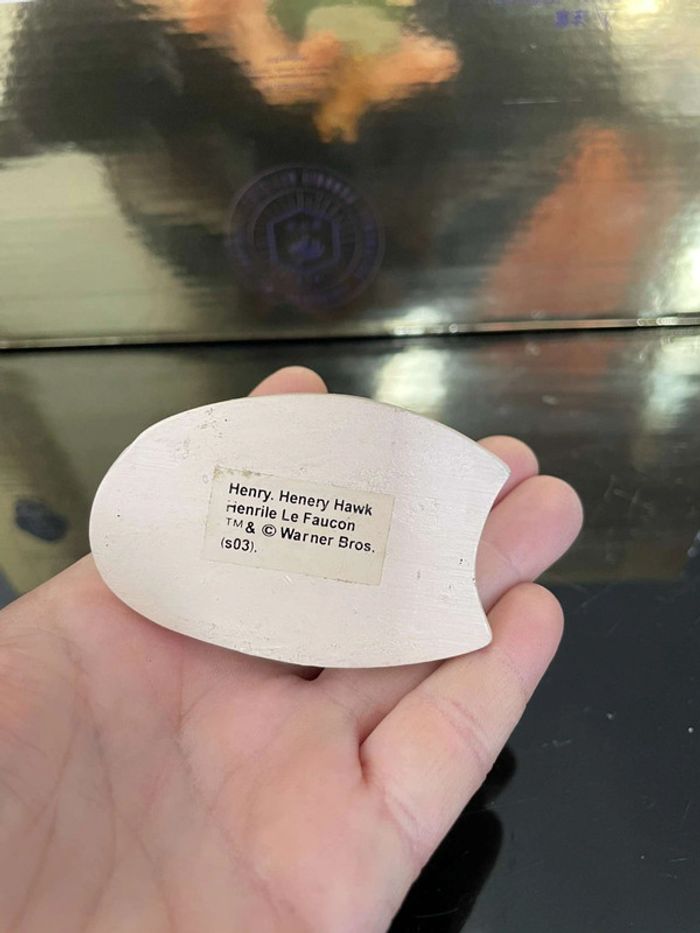 Henry. Henery Hawk
Henrile Le Faucon
TM & © Warner Bros.
(s03).